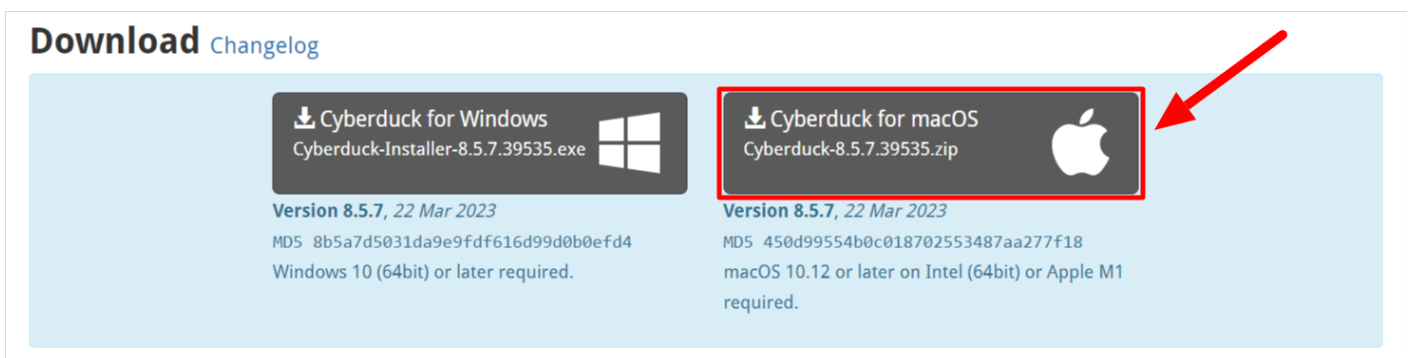 Download Changelog
Cyberduck for Windows
Cyberduck-Installer-8.5.7.39535.exe
Version 8.5.7, 22 Mar 2023
MD5 8b5a7d5031da9e9fdf616d99d0b0efd4
Windows 10 (64bit) or later required.
Cyberduck for macOS
Cyberduck-8.5.7.39535.zip
Version 8.5.7, 22 Mar 2023
MD5 450d99554b0c018702553487aa277f18
macOS 10.12 or later on Intel (64bit) or Apple M1
required.